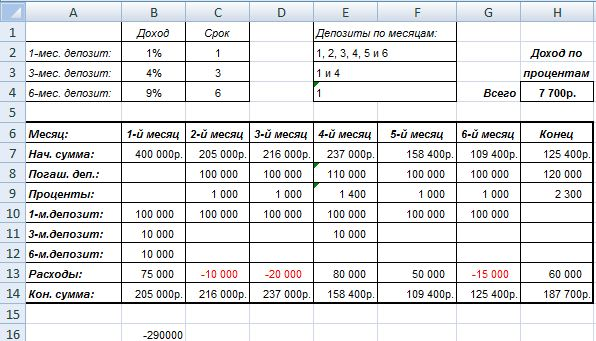 A B C D E F G H
1 Доход Срок Депозиты по месяцам:
2 1-мес. депозит: 1% 1 1, 2, 3, 4, 5 и 6 Доход по
3 3-мес. депозит: 4% 3 1 и 4 процентам
4 6-мес. депозит: 9% 6 1 Всего 7 700р.
5
6 Месяц: 1-й месяц 2-й месяц 3-й месяц 4-й месяц 5-й месяц 6-й месяц Конец
7 Нач. сумма: 400 000р. 205 000р. 216 000р. 237 000р. 158 400р. 109 400р. 125 400р.
8 Погаш. деп.: 100 000 100 000 110 000 100 000 100 000 120 000
9 Проценты: 1 000 1 000 1 400 1 000 1 000 2 300
10 1-м.депозит: 100 000 100 000 100 000 100 000 100 000 100 000
11 3-м.депозит: 10 000 10 000
12 6-м.депозит: 10 000
13 Расходы: 75 000 -10 000 -20 000 80 000 50 000 -15 000 60 000
14 Кон. сумма: 205 000р. 216 000р. 237 000р. 158 400р. 109 400р. 125 400р. 187 700р.
15
16 -290000